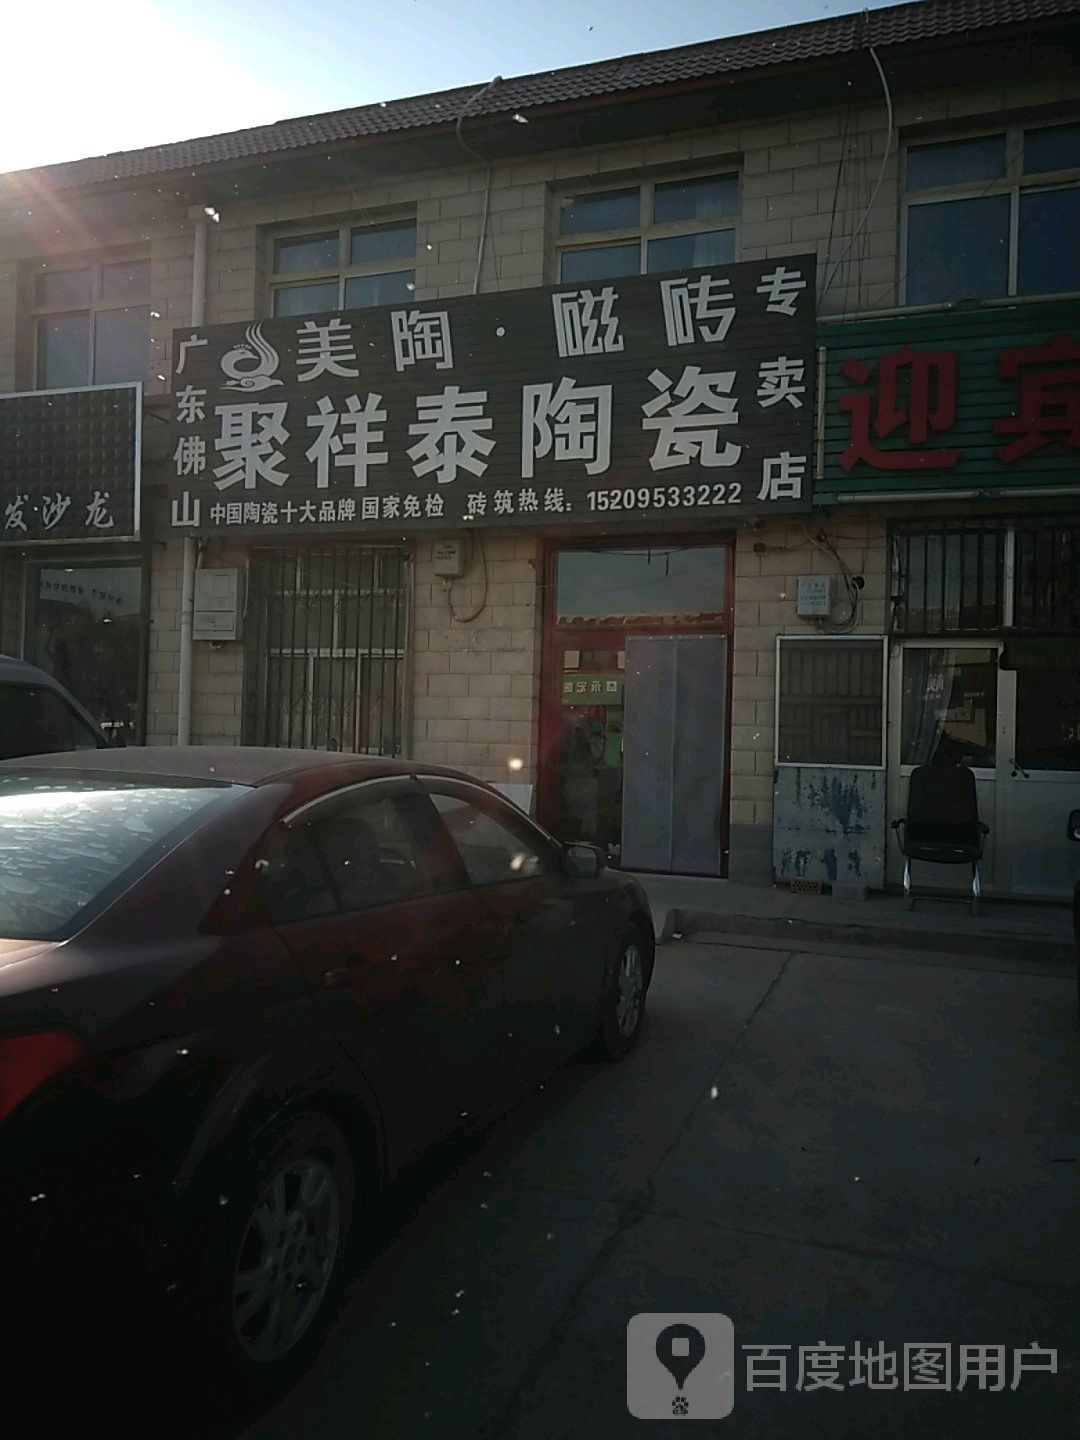 广东佛山
美陶·磁砖
专卖店
聚祥泰陶瓷
中国陶瓷十大品牌 国家免检 砖筑热线: 15209533222
发·沙龙
迎宾
百度地图用户